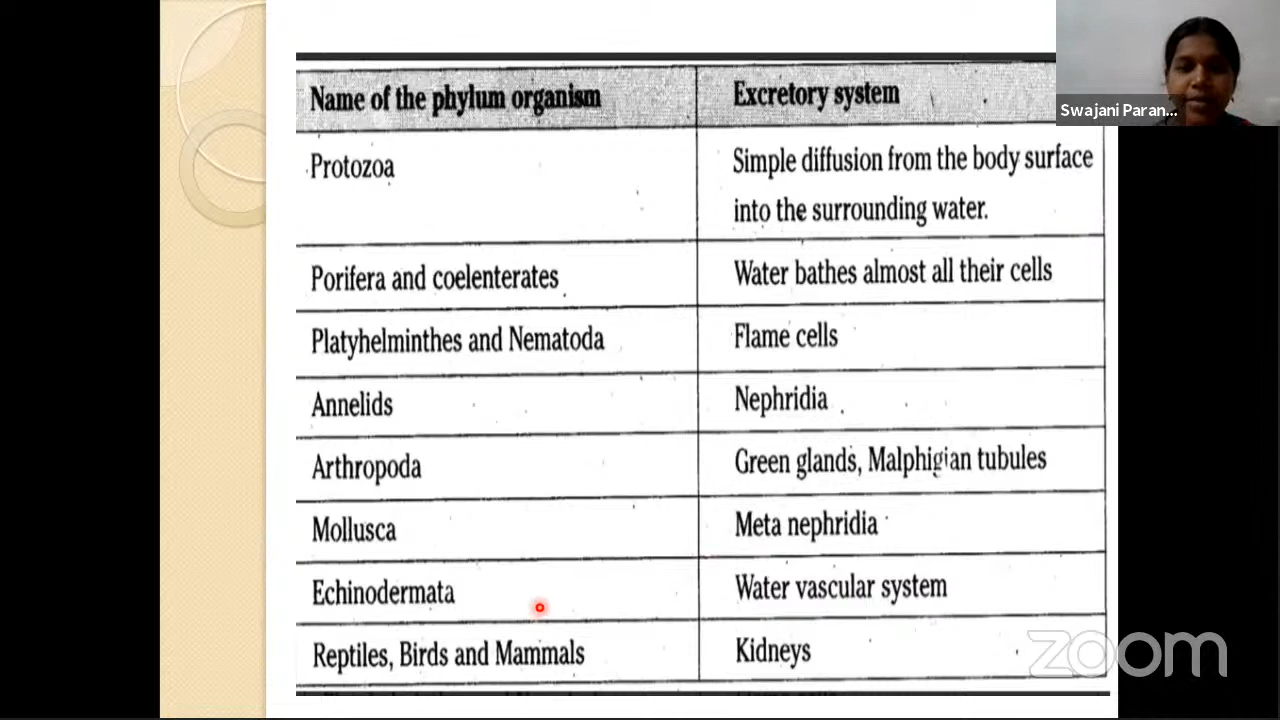 Name of the phylum organism
Excretory system
Swajani Paran...
Protozoa
Simple diffusion from the body surface
into the surrounding water.
Porifera and coelenterates
Water bathes almost all their cells
Platyhelminthes and Nematoda
Flame cells
Annelids
Nephridia
Arthropoda
Green glands, Malphigian tubules
Mollusca
Meta nephridia
Echinodermata
Water vascular system
Reptiles, Birds and Mammals
Kidneys
zoom